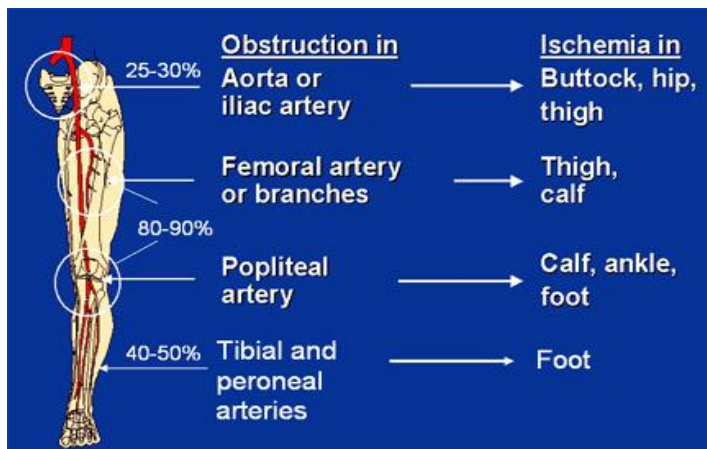 Obstruction in
Ischemia in
25-30%
Aorta or
iliac artery
Buttock, hip,
thigh
Femoral artery
or branches
Thigh,
calf
80-90%
Popliteal
artery
Calf, ankle,
foot
40-50%
Tibial and
peroneal
arteries
Foot